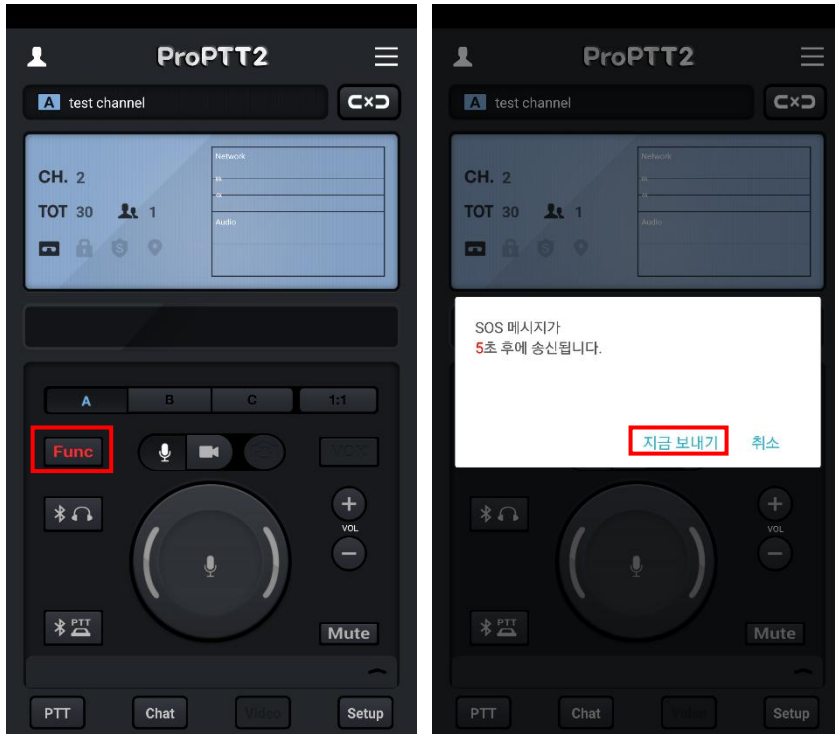 ProPTT2
A test channel
Network
CH. 2
TOT 30 1
Audio
A B C 1:1
Func VOX
+
VOL
−
PTT
Mute
PTT Chat Video Setup
ProPTT2
A test channel
Network
CH. 2
TOT 30 1
Audio
SOS 메시지가
5초 후에 송신됩니다.
지금 보내기 취소
+
VOL
−
PTT
Mute
PTT Chat Video Setup